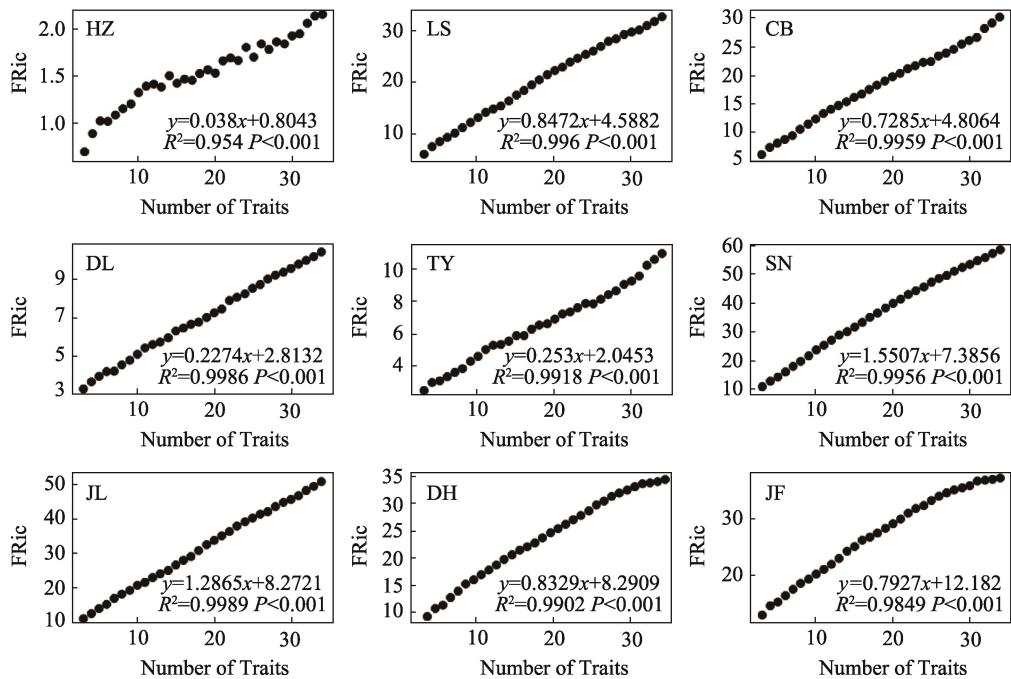 HZ
FRic
2.0
1.5
1.0
y=0.038x+0.8043
R²=0.954 P<0.001
10 20 30
Number of Traits
LS
FRic
30
20
10
y=0.8472x+4.5882
R²=0.996 P<0.001
10 20 30
Number of Traits
CB
FRic
30
25
20
15
10
5
y=0.7285x+4.8064
R²=0.9959 P<0.001
10 20 30
Number of Traits
DL
FRic
9
7
5
3
y=0.2274x+2.8132
R²=0.9986 P<0.001
10 20 30
Number of Traits
TY
FRic
10
8
6
4
y=0.253x+2.0453
R²=0.9918 P<0.001
10 20 30
Number of Traits
SN
FRic
60
50
40
30
20
10
y=1.5507x+7.3856
R²=0.9956 P<0.001
10 20 30
Number of Traits
JL
FRic
50
40
30
20
10
y=1.2865x+8.2721
R²=0.9989 P<0.001
10 20 30
Number of Traits
DH
FRic
35
30
25
20
15
10
y=0.8329x+8.2909
R²=0.9902 P<0.001
10 20 30
Number of Traits
JF
FRic
30
20
y=0.7927x+12.182
R²=0.9849 P<0.001
10 20 30
Number of Traits